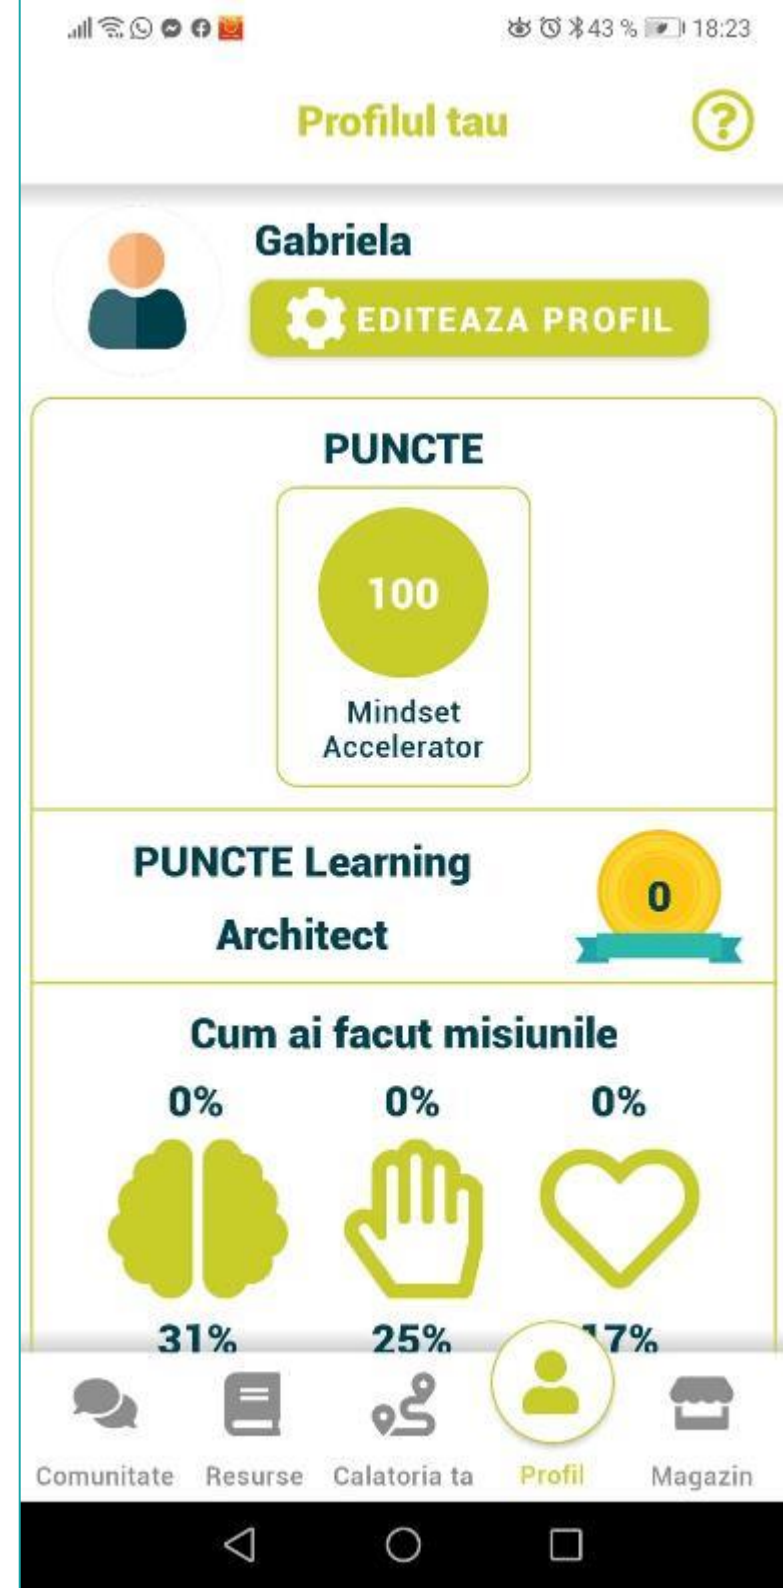 43 % 18:23
Profilul tau
?
Gabriela
EDITEAZA PROFIL
PUNCTE
100
Mindset
Accelerator
PUNCTE Learning
Architect
0
Cum ai facut misiunile
0% 0% 0%
31% 25% 17%
Comunitate Resurse Calatoria ta Profil Magazin